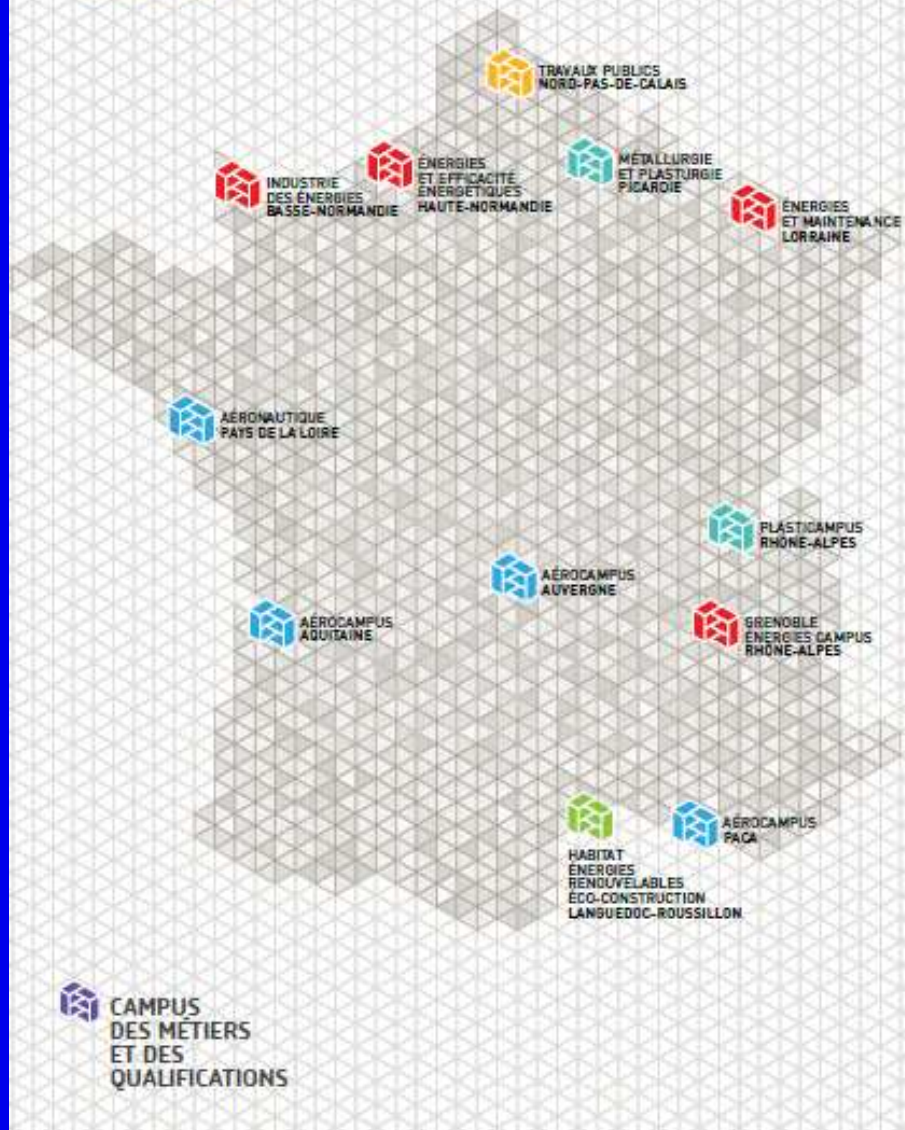 TRAVAUX PUBLICS
NORD-PAS-DE-CALAIS
INDUSTRIE
DES ÉNERGIES
BASSE-NORMANDIE
ÉNERGIES
ET EFFICACITÉ
ÉNERGÉTIQUES
HAUTE-NORMANDIE
MÉTALLURGIE
ET PLASTURGIE
PICARDIE
ÉNERGIES
ET MAINTENANCE
LORRAINE
AÉRONAUTIQUE
PAYS DE LA LOIRE
PLASTICAMPUS
RHÔNE-ALPES
AÉROCAMPUS
AUVERGNE
AÉROCAMPUS
AQUITAINE
GRENOBLE
ÉNERGIES CAMPUS
RHÔNE-ALPES
HABITAT
ÉNERGIES
RENOUVELABLES
ÉCO-CONSTRUCTION
LANGUEDOC-ROUSSILLON
AÉROCAMPUS
PACA
CAMPUS
DES MÉTIERS
ET DES
QUALIFICATIONS